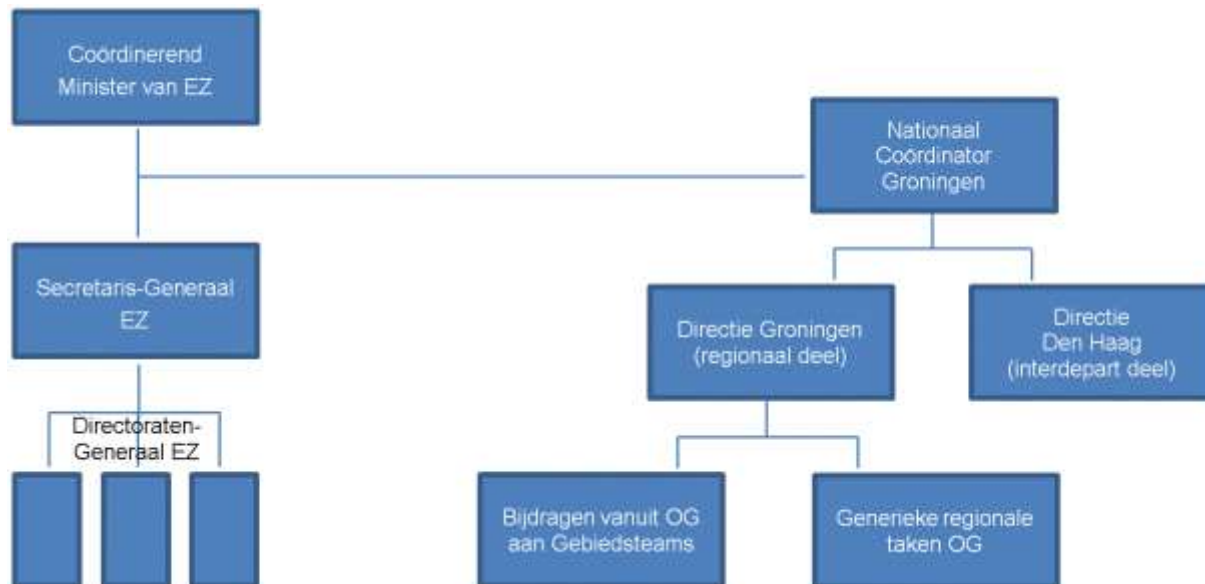 Coördinerend
Minister van EZ
Nationaal
Coördinator
Groningen
Secretaris-Generaal
EZ
Directie Groningen
(regionaal deel)
Directie
Den Haag
(interdepart deel)
Directoraten-
Generaal EZ
Bijdragen vanuit OG
aan Gebiedsteams
Generieke regionale
taken OG